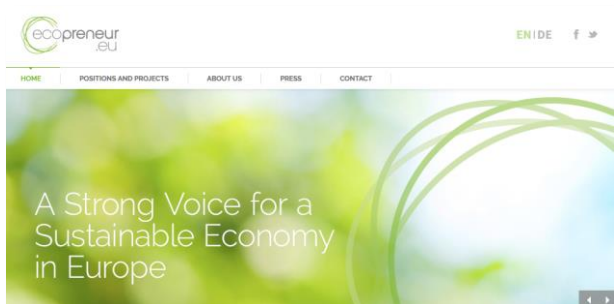 ecopreneur
.eu
EN|DE
HOME
POSITIONS AND PROJECTS
ABOUT US
PRESS
CONTACT
A Strong Voice for a
Sustainable Economy
in Europe